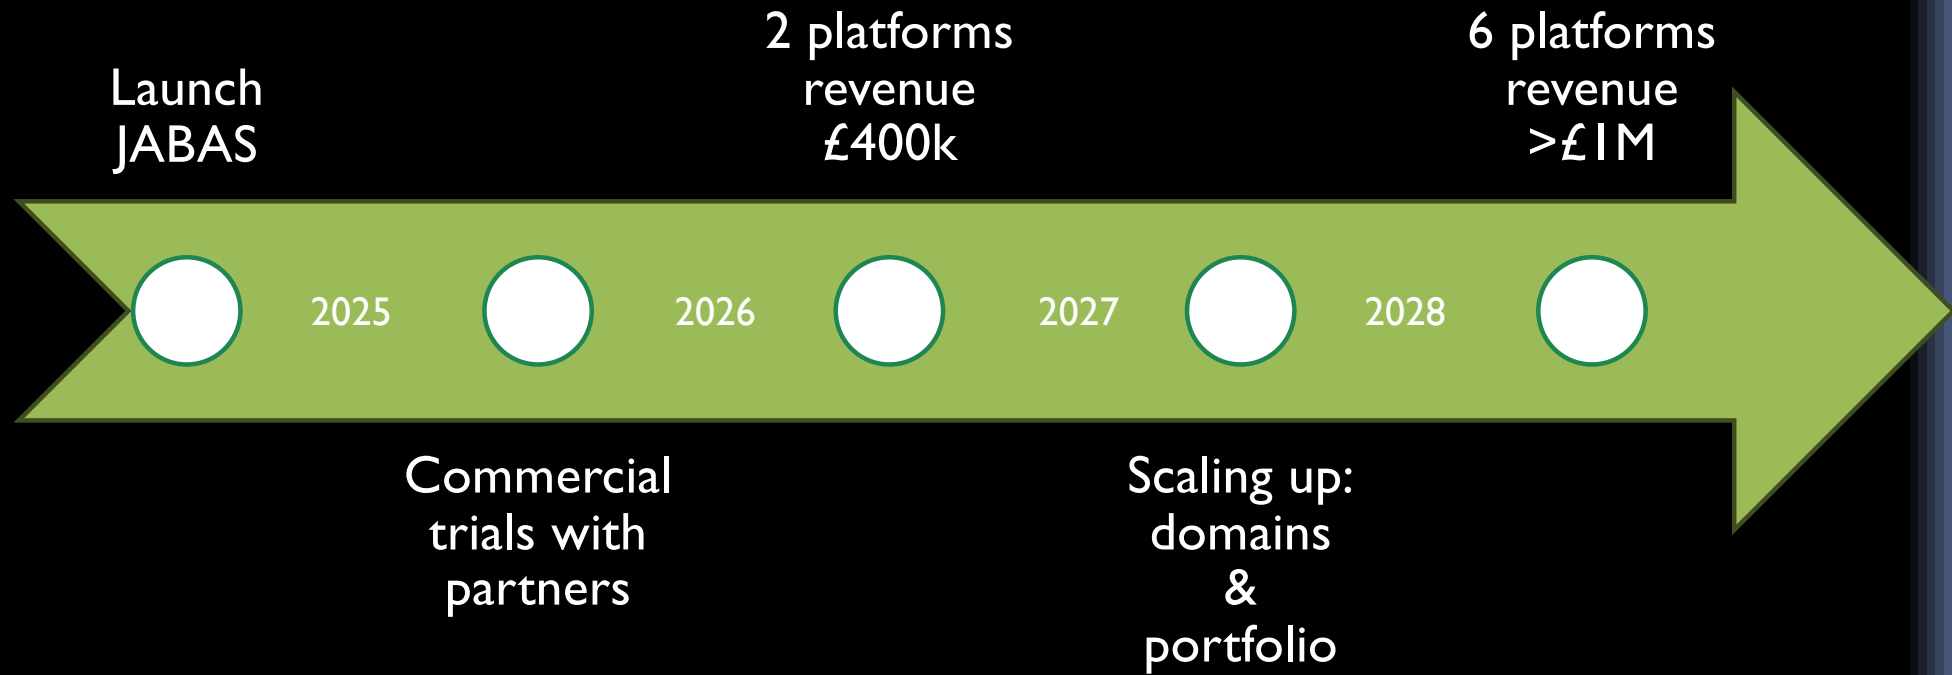 Launch
JABAS
2 platforms
revenue
£400k
6 platforms
revenue
>£1M
2025
2026
2027
2028
Commercial
trials with
partners
Scaling up:
domains
&
portfolio